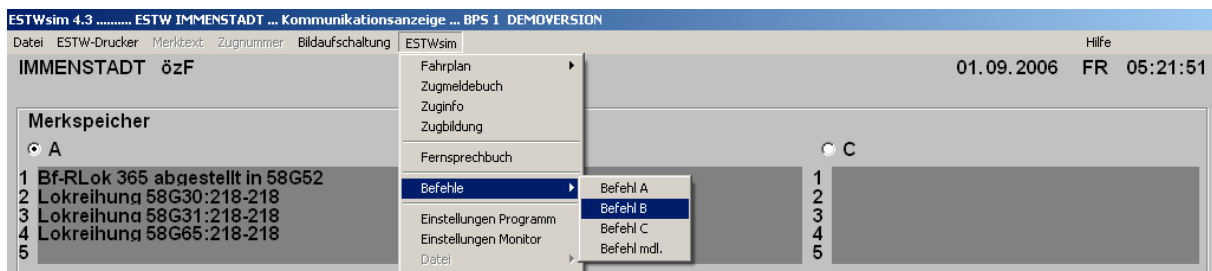 ESTWsim 4.3 .......... ESTW IMMENSTADT ... Kommunikationsanzeige ... BPS 1 DEMOVERSION
Datei ESTW-Drucker Merktext Zugnummer Bildaufschaltung ESTWsim Hilfe
IMMENSTADT özF 01.09.2006 FR 05:21:51
Fahrplan
Zugmeldebuch
Zuginfo
Zugbildung
Fernsprechbuch
Befehle
Einstellungen Programm
Einstellungen Monitor
Datei
Befehl A
Befehl B
Befehl C
Befehl mdl.
Merkspeicher
A
1 Bf-RLok 365 abgestellt in 58G52
2 Lokreihung 58G30:218-218
3 Lokreihung 58G31:218-218
4 Lokreihung 58G65:218-218
5
C
1
2
3
4
5